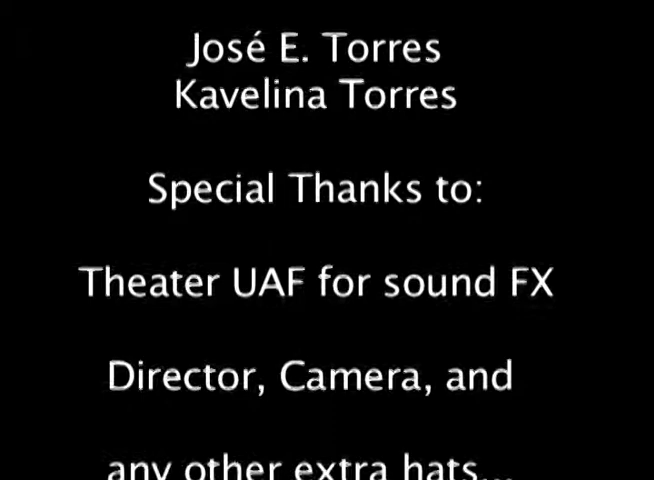 José E. Torres
Kavelina Torres
Special Thanks to:
Theater UAF for sound FX
Director, Camera, and
any other extra hats...